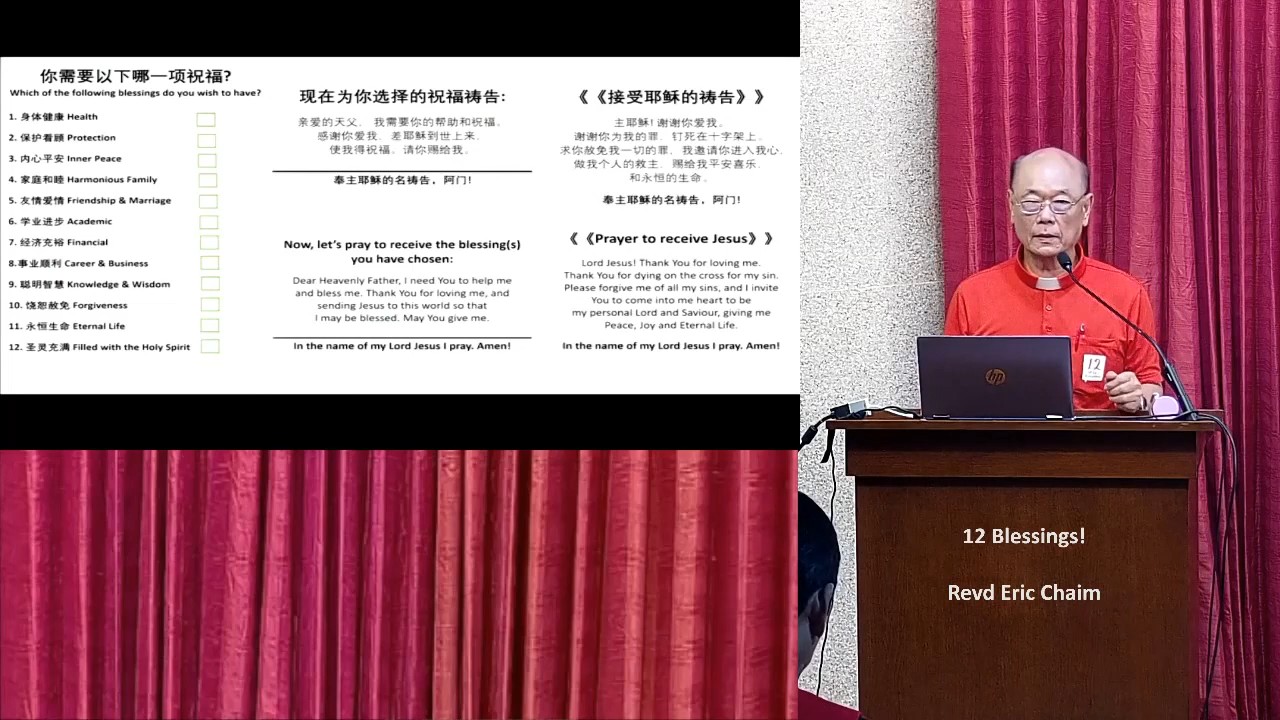 你需要以下哪一项祝福?
Which of the following blessings do you wish to have?
1. 身体健康 Health
2. 保护看顾 Protection
3. 内心平安 Inner Peace
4. 家庭和睦 Harmonious Family
5. 友情爱情 Friendship & Marriage
6. 学业进步 Academic
7. 经济充裕 Financial
8.事业顺利 Career & Business
9. 聪明智慧 Knowledge & Wisdom
10. 饶恕赦免 Forgiveness
11. 永恒生命 Eternal Life
12. 圣灵充满 Filled with the Holy Spirit
现在为你选择的祝福祷告:
亲爱的天父, 我需要你的帮助和祝福,
感谢你爱我, 差耶稣到世上来,
使我得祝福, 请你赐给我,
奉主耶稣的名祷告，阿门!
Now, let's pray to receive the blessing(s)
you have chosen:
Dear Heavenly Father, I need You to help me
and bless me. Thank You for loving me, and
sending Jesus to this world so that
I may be blessed. May You give me.
In the name of my Lord Jesus I pray. Amen!
《《接受耶稣的祷告》》
主耶稣! 谢谢你爱我,
谢谢你为我的罪, 钉死在十字架上,
求你赦免我一切的罪, 我邀请你进入我心,
做我个人的救主, 赐给我平安喜乐,
和永恒的生命。
奉主耶稣的名祷告，阿门!
《《Prayer to receive Jesus》》
Lord Jesus! Thank You for loving me.
Thank You for dying on the cross for my sin.
Please forgive me of all my sins, and I invite
You to come into me heart to be
my personal Lord and Saviour, giving me
Peace, Joy and Eternal Life.
In the name of my Lord Jesus I pray. Amen!
hp
12
12 Blessings!
Revd Eric Chaim